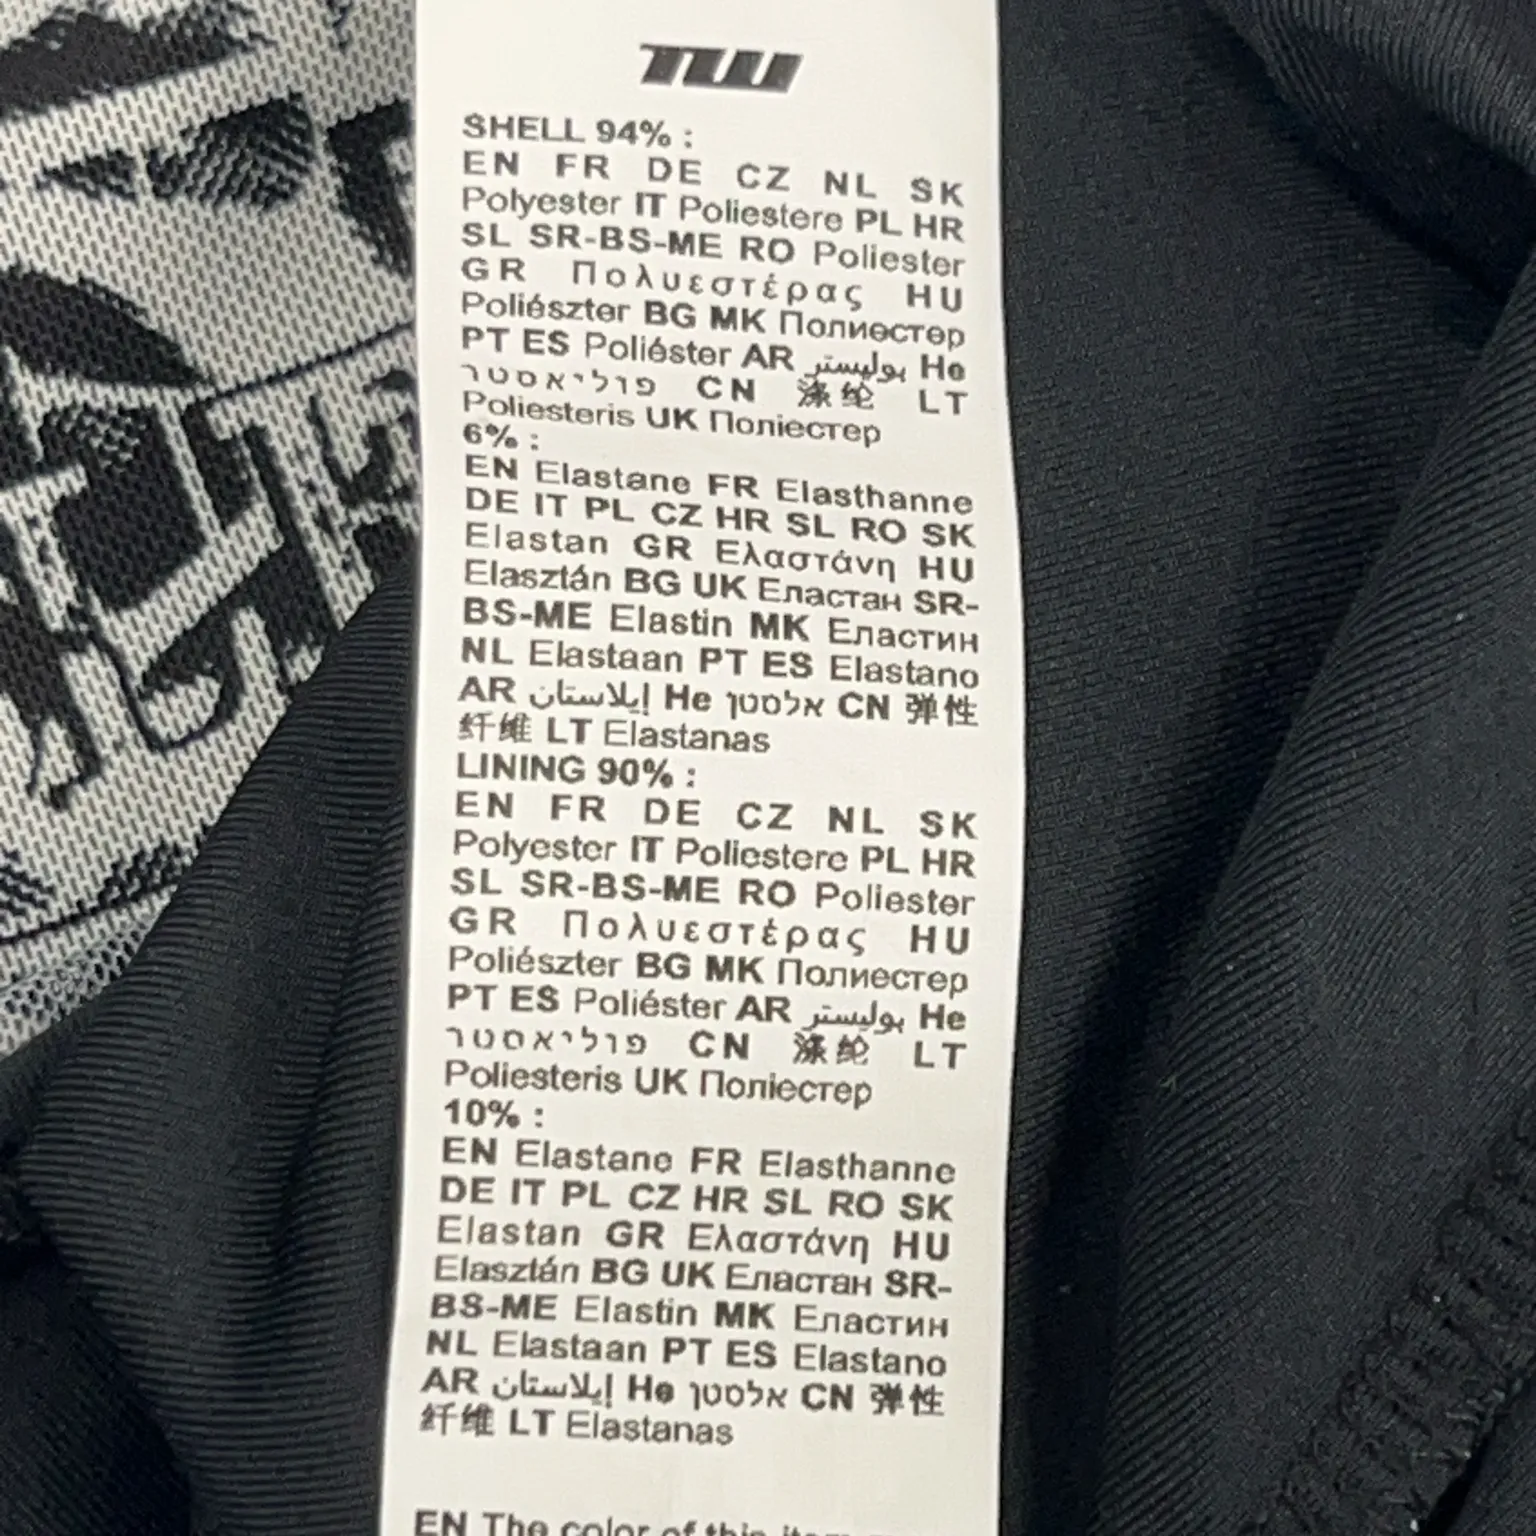 TW
SHELL 94% :
EN FR DE CZ NL SK
Polyester IT Poliestere PL HR
SL SR-BS-ME RO Poliester
GR Πολυεστέρας HU
Poliészter BG MK Полиестер
PT ES Poliéster AR بوليستر He
פוליאסטר CN 涤纶 LT
Poliesteris UK Поліестер
6% :
EN Elastane FR Elasthanne
DE IT PL CZ HR SL RO SK
Elastan GR Ελαστάνη HU
Elasztán BG UK Еластан SR-
BS-ME Elastin MK Еластин
NL Elastaan PT ES Elastano
AR إيلاستان He אלסטן CN 弹性
纤维 LT Elastanas
LINING 90% :
EN FR DE CZ NL SK
Polyester IT Poliestere PL HR
SL SR-BS-ME RO Poliester
GR Πολυεστέρας HU
Poliészter BG MK Полиестер
PT ES Poliéster AR بوليستر He
פוליאסטר CN 涤纶 LT
Poliesteris UK Поліестер
10% :
EN Elastane FR Elasthanne
DE IT PL CZ HR SL RO SK
Elastan GR Ελαστάνη HU
Elasztán BG UK Еластан SR-
BS-ME Elastin MK Еластин
NL Elastaan PT ES Elastano
AR إيلاستان He אלסטן CN 弹性
纤维 LT Elastanas
EN The color of this item